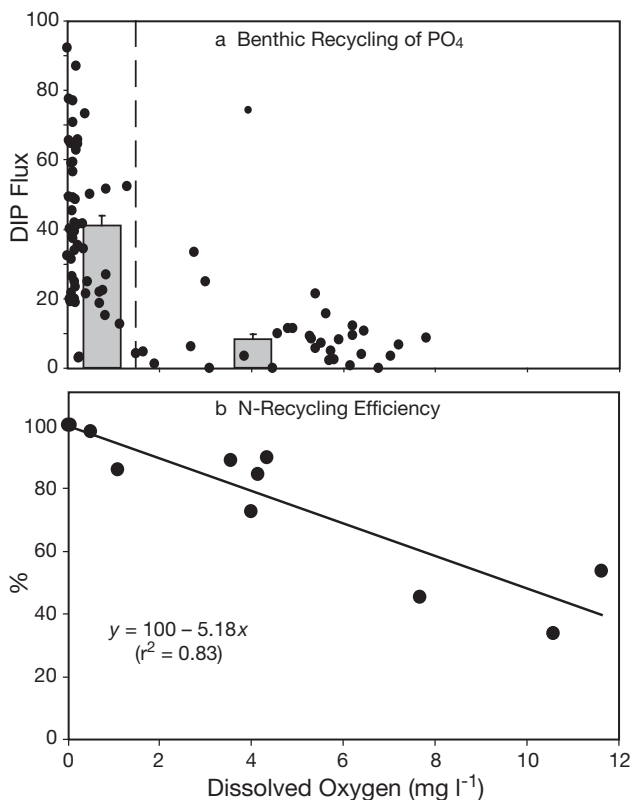 a Benthic Recycling of PO₄
100
80
60
40
20
0
DIP Flux
b N-Recycling Efficiency
100
80
60
40
20
0
%
y = 100 – 5.18x
(r² = 0.83)
0 2 4 6 8 10 12
Dissolved Oxygen (mg l⁻¹)